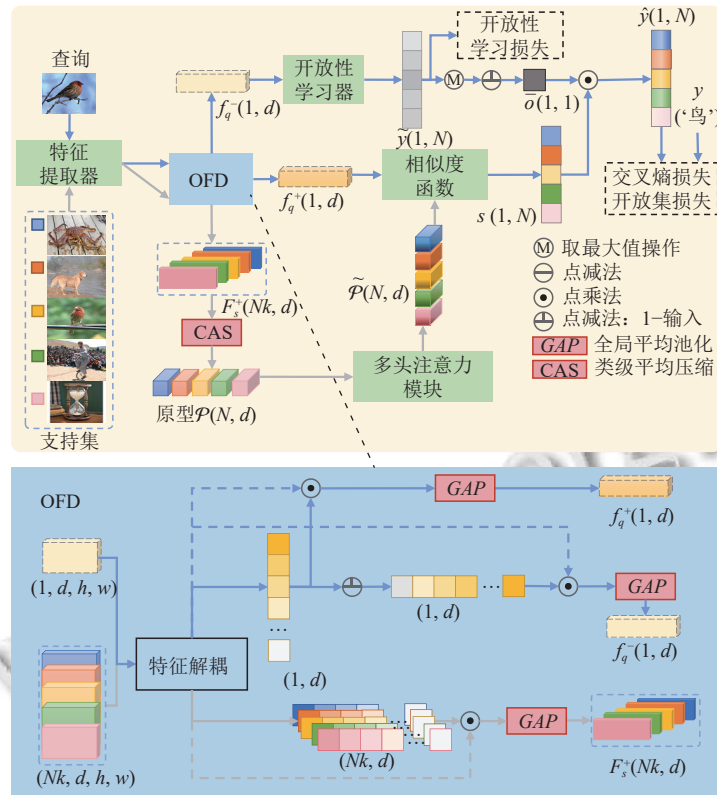 查询
特征
提取器
支持集
f_q^-(1, d)
开放性
学习器
ỹ(1, N)
开放性
学习损失
M
o̅(1, 1)
ŷ(1, N)
y
(‘鸟’)
交叉熵损失
开放集损失
OFD
f_q^+(1, d)
相似度
函数
s (1, N)
F_s^+(Nk, d)
CAS
原型𝒫(N, d)
多头注意力
模块
𝒫̃(N, d)
M 取最大值操作
点减法
点乘法
点减法：1−输入
GAP 全局平均池化
CAS 类级平均压缩
OFD
(1, d, h, w)
(Nk, d, h, w)
特征解耦
GAP
f_q^+(1, d)
…
(1, d)
…
(1, d)
GAP
f_q^-(1, d)
…
(Nk, d)
GAP
F_s^+(Nk, d)